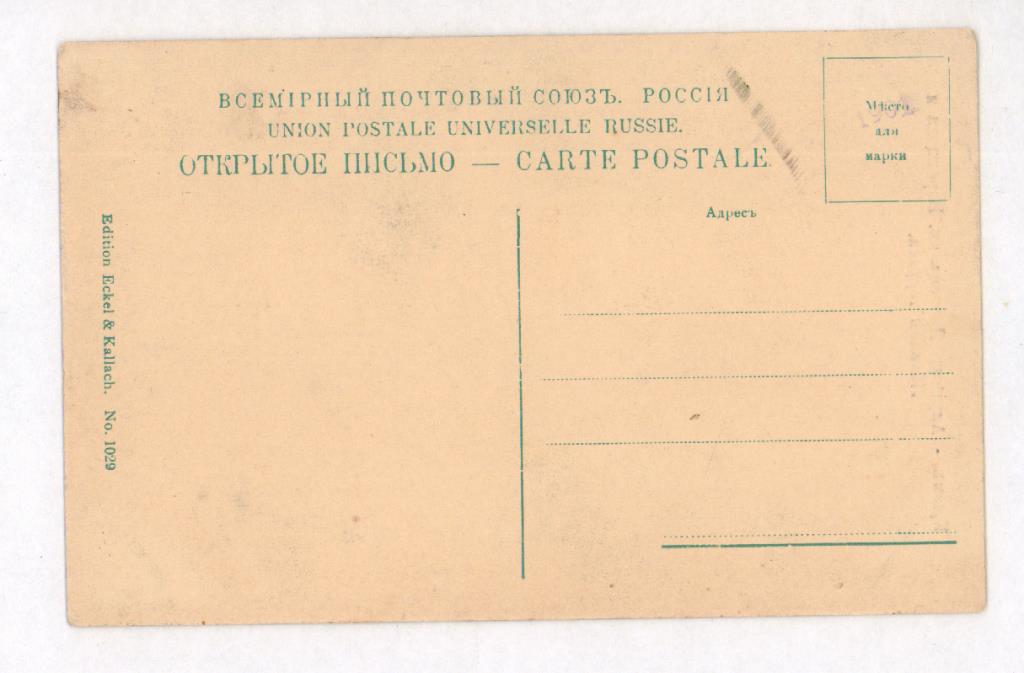 ВСЕМІРНЫЙ ПОЧТОВЫЙ СОЮЗЪ. РОССІЯ
UNION POSTALE UNIVERSELLE RUSSIE.
ОТКРЫТОЕ ПИСЬМО — CARTE POSTALE.
Мѣсто
для
марки
Адресъ
Edition Eckel & Kallach. No. 1029